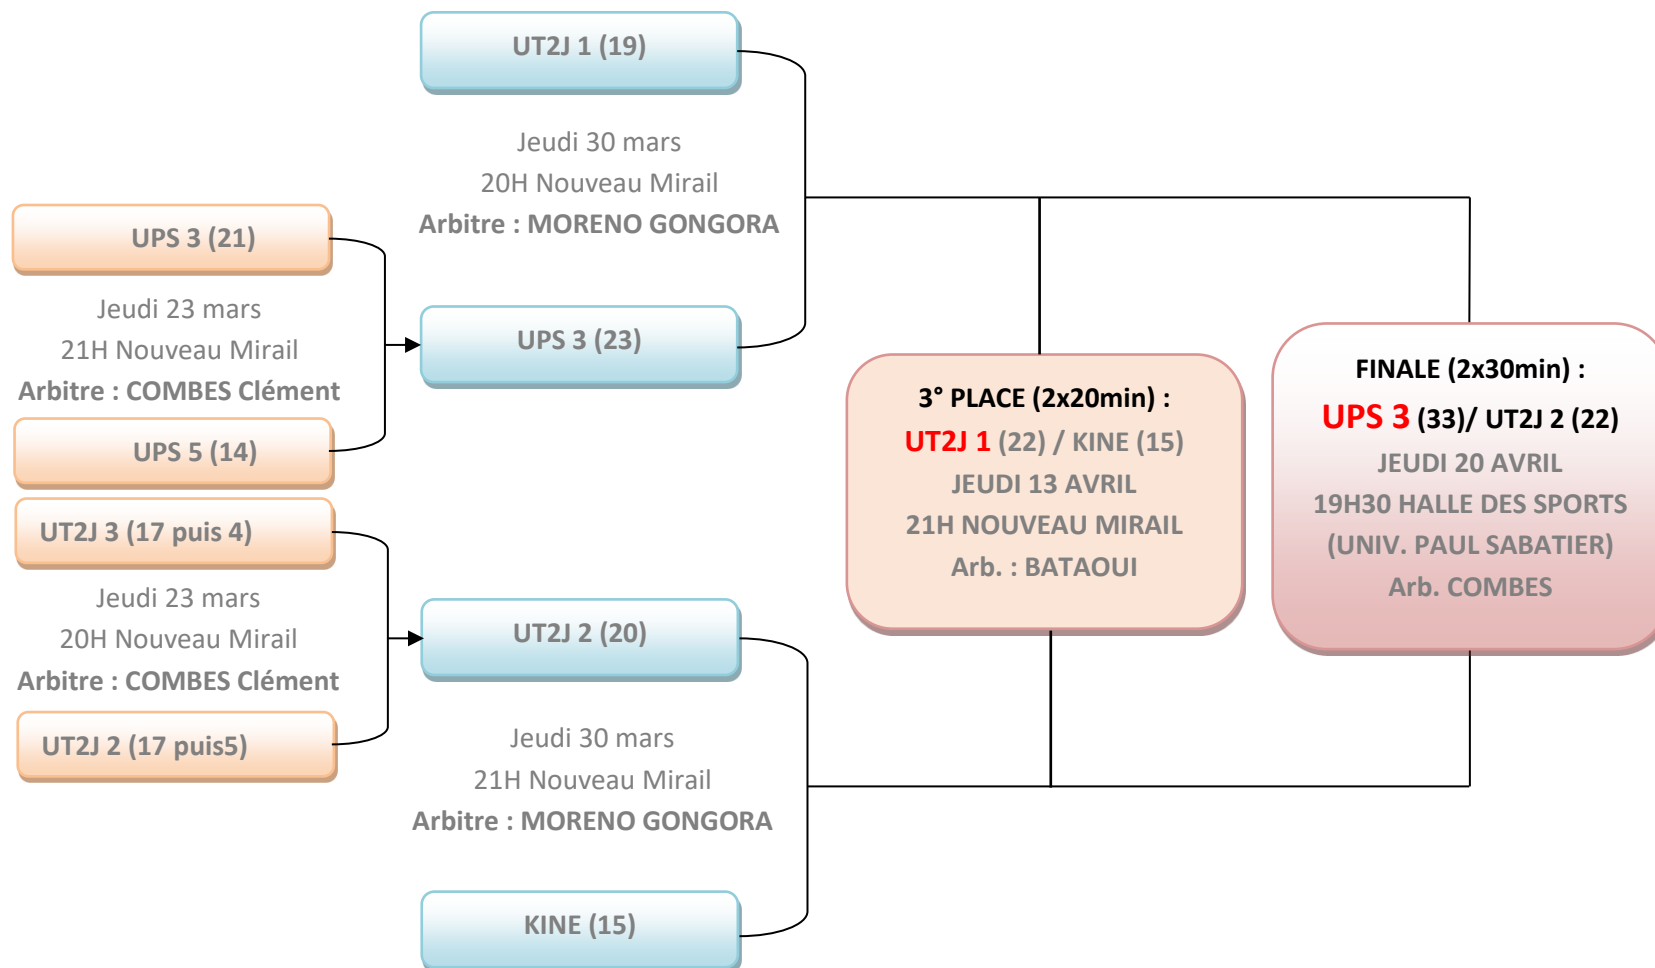 UT2J 1 (19)
Jeudi 30 mars
20H Nouveau Mirail
Arbitre : MORENO GONGORA
UPS 3 (21)
Jeudi 23 mars
21H Nouveau Mirail
Arbitre : COMBES Clément
UPS 5 (14)
UPS 3 (23)
UT2J 3 (17 puis 4)
Jeudi 23 mars
20H Nouveau Mirail
Arbitre : COMBES Clément
UT2J 2 (17 puis5)
UT2J 2 (20)
Jeudi 30 mars
21H Nouveau Mirail
Arbitre : MORENO GONGORA
KINE (15)
3° PLACE (2x20min) :
UT2J 1 (22) / KINE (15)
JEUDI 13 AVRIL
21H NOUVEAU MIRAIL
Arb. : BATAOUI
FINALE (2x30min) :
UPS 3 (33)/ UT2J 2 (22)
JEUDI 20 AVRIL
19H30 HALLE DES SPORTS
(UNIV. PAUL SABATIER)
Arb. COMBES